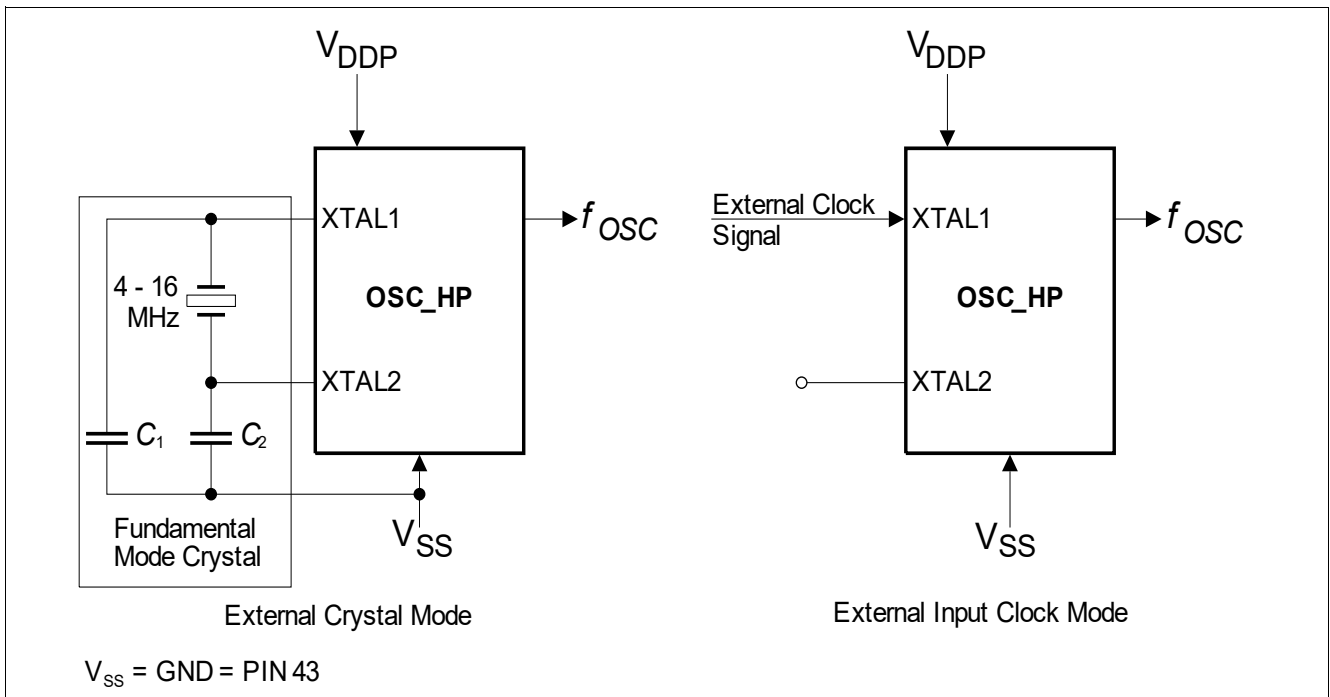 VDDP
XTAL1
fOSC
4 - 16
MHz
OSC_HP
XTAL2
C1
C2
Fundamental
Mode Crystal
VSS
External Crystal Mode
VDDP
External Clock
Signal
XTAL1
fOSC
OSC_HP
XTAL2
VSS
External Input Clock Mode
VSS = GND = PIN 43